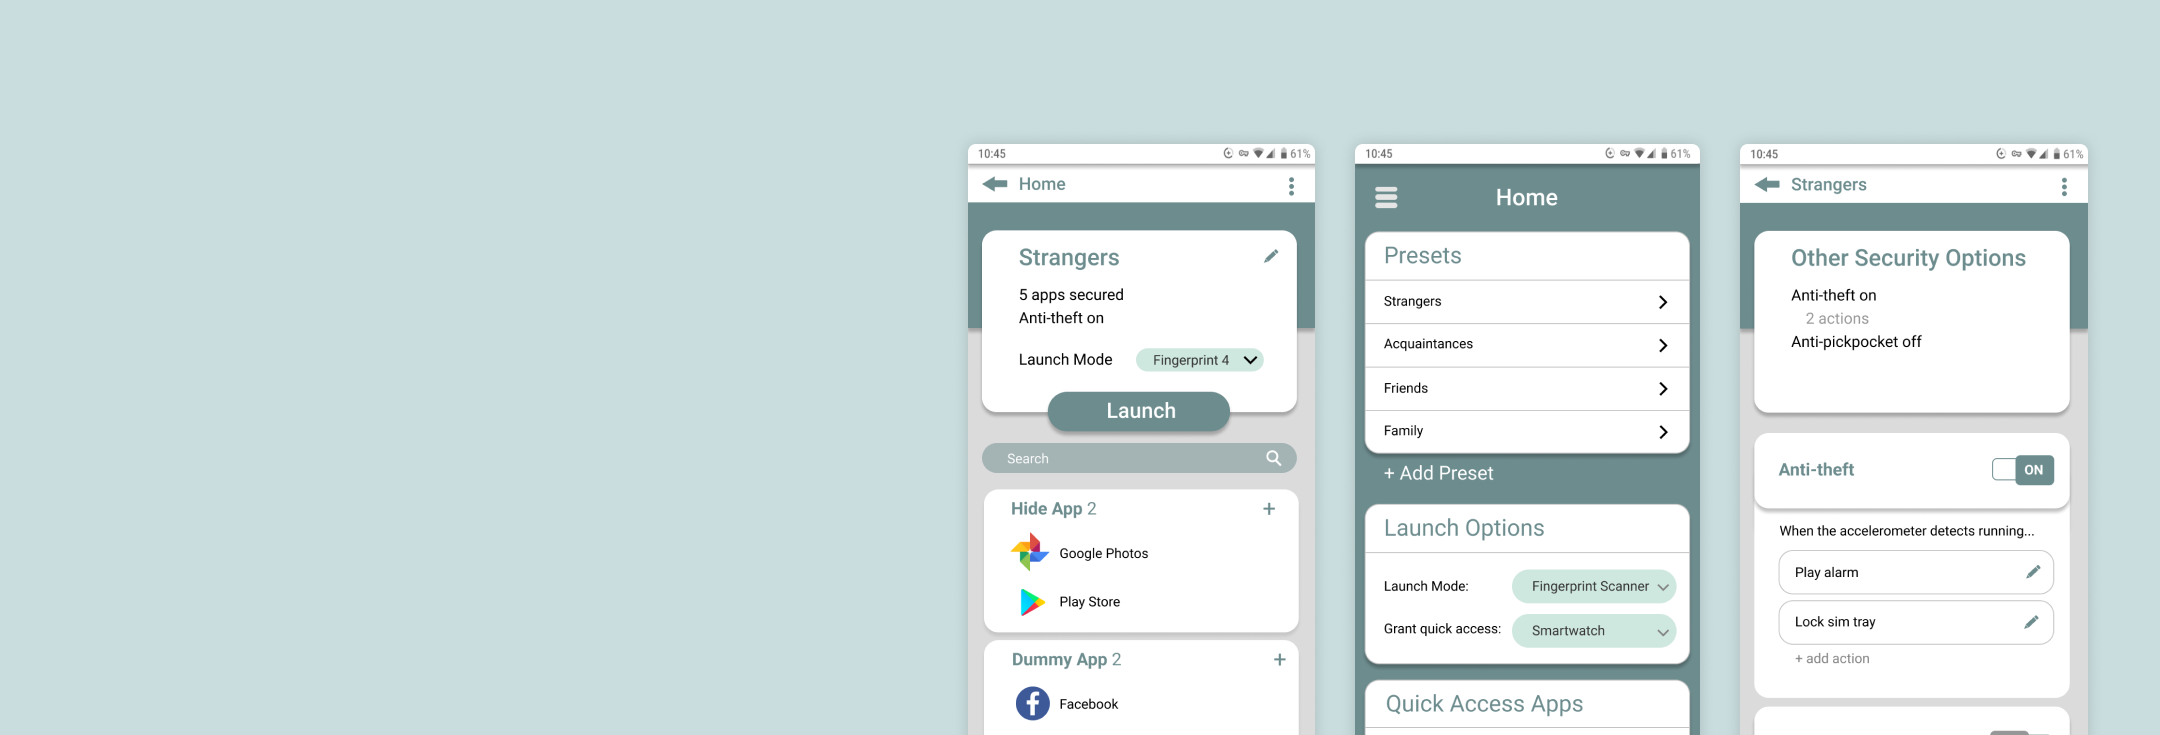 10:45
61%
Home
Strangers
5 apps secured
Anti-theft on
Launch Mode
Fingerprint 4
Launch
Search
Hide App 2
+
Google Photos
Play Store
Dummy App 2
+
Facebook
10:45
61%
Home
Presets
Strangers
Acquaintances
Friends
Family
+ Add Preset
Launch Options
Launch Mode:
Fingerprint Scanner
Grant quick access:
Smartwatch
Quick Access Apps
10:45
61%
Strangers
Other Security Options
Anti-theft on
2 actions
Anti-pickpocket off
Anti-theft
ON
When the accelerometer detects running...
Play alarm
Lock sim tray
+ add action